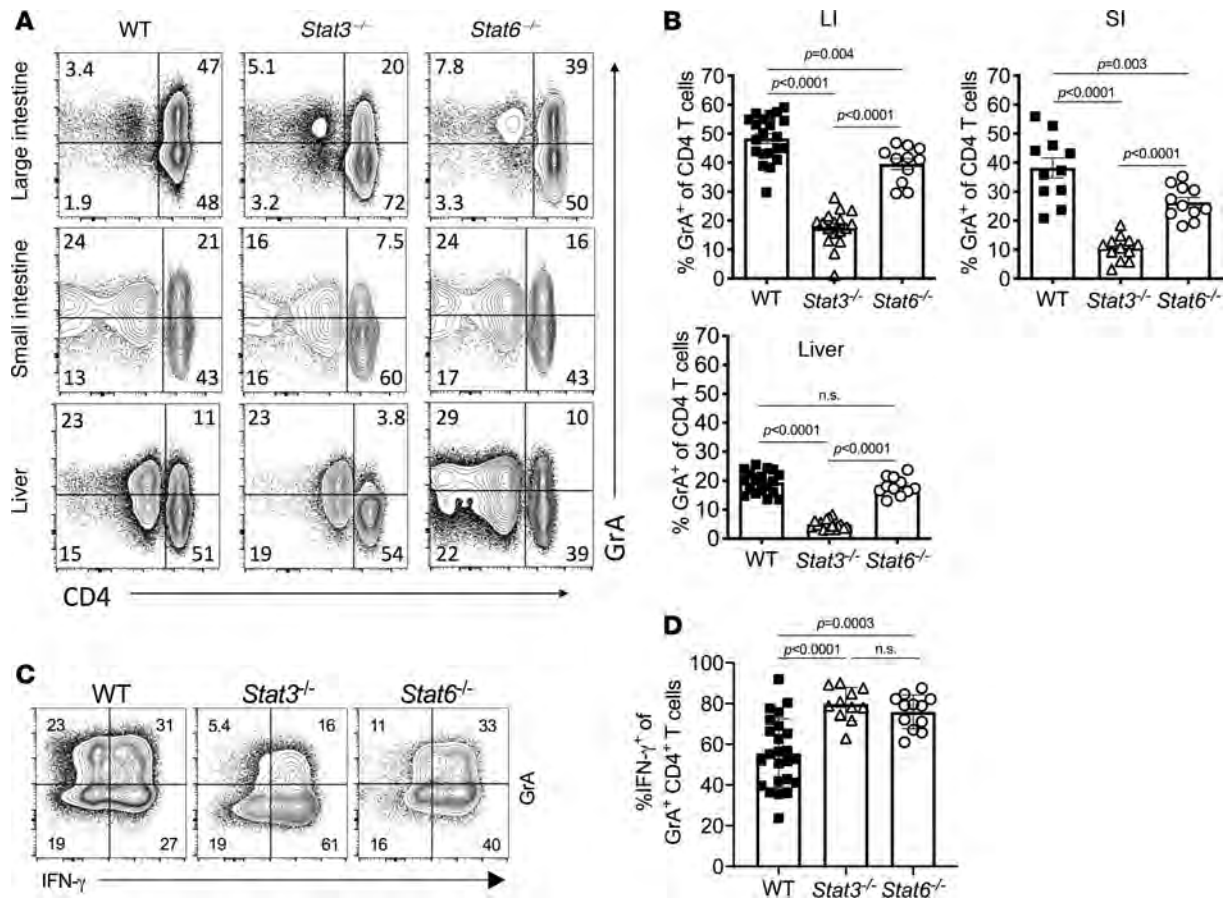 A
WT
Stat3-/-
Stat6-/-
Large intestine
3.4
47
5.1
20
7.8
39
1.9
48
3.2
72
3.3
50
Small intestine
24
21
16
7.5
24
16
13
43
16
60
17
43
Liver
23
11
23
3.8
29
10
15
51
19
54
22
39
CD4
GrA
B
LI
p=0.004
p<0.0001
p<0.0001
% GrA+ of CD4 T cells
70
60
50
40
30
20
10
0
WT
Stat3-/-
Stat6-/-
SI
p=0.003
p<0.0001
p<0.0001
% GrA+ of CD4 T cells
70
60
50
40
30
20
10
0
WT
Stat3-/-
Stat6-/-
Liver
n.s.
p<0.0001
p<0.0001
% GrA+ of CD4 T cells
70
60
50
40
30
20
10
0
WT
Stat3-/-
Stat6-/-
C
WT
Stat3-/-
Stat6-/-
23
31
5.4
16
11
33
19
27
19
61
16
40
GrA
IFN-γ
D
p=0.0003
p<0.0001
n.s.
%IFN-γ+ of
GrA+ CD4+ T cells
100
80
60
40
20
0
WT
Stat3-/-
Stat6-/-